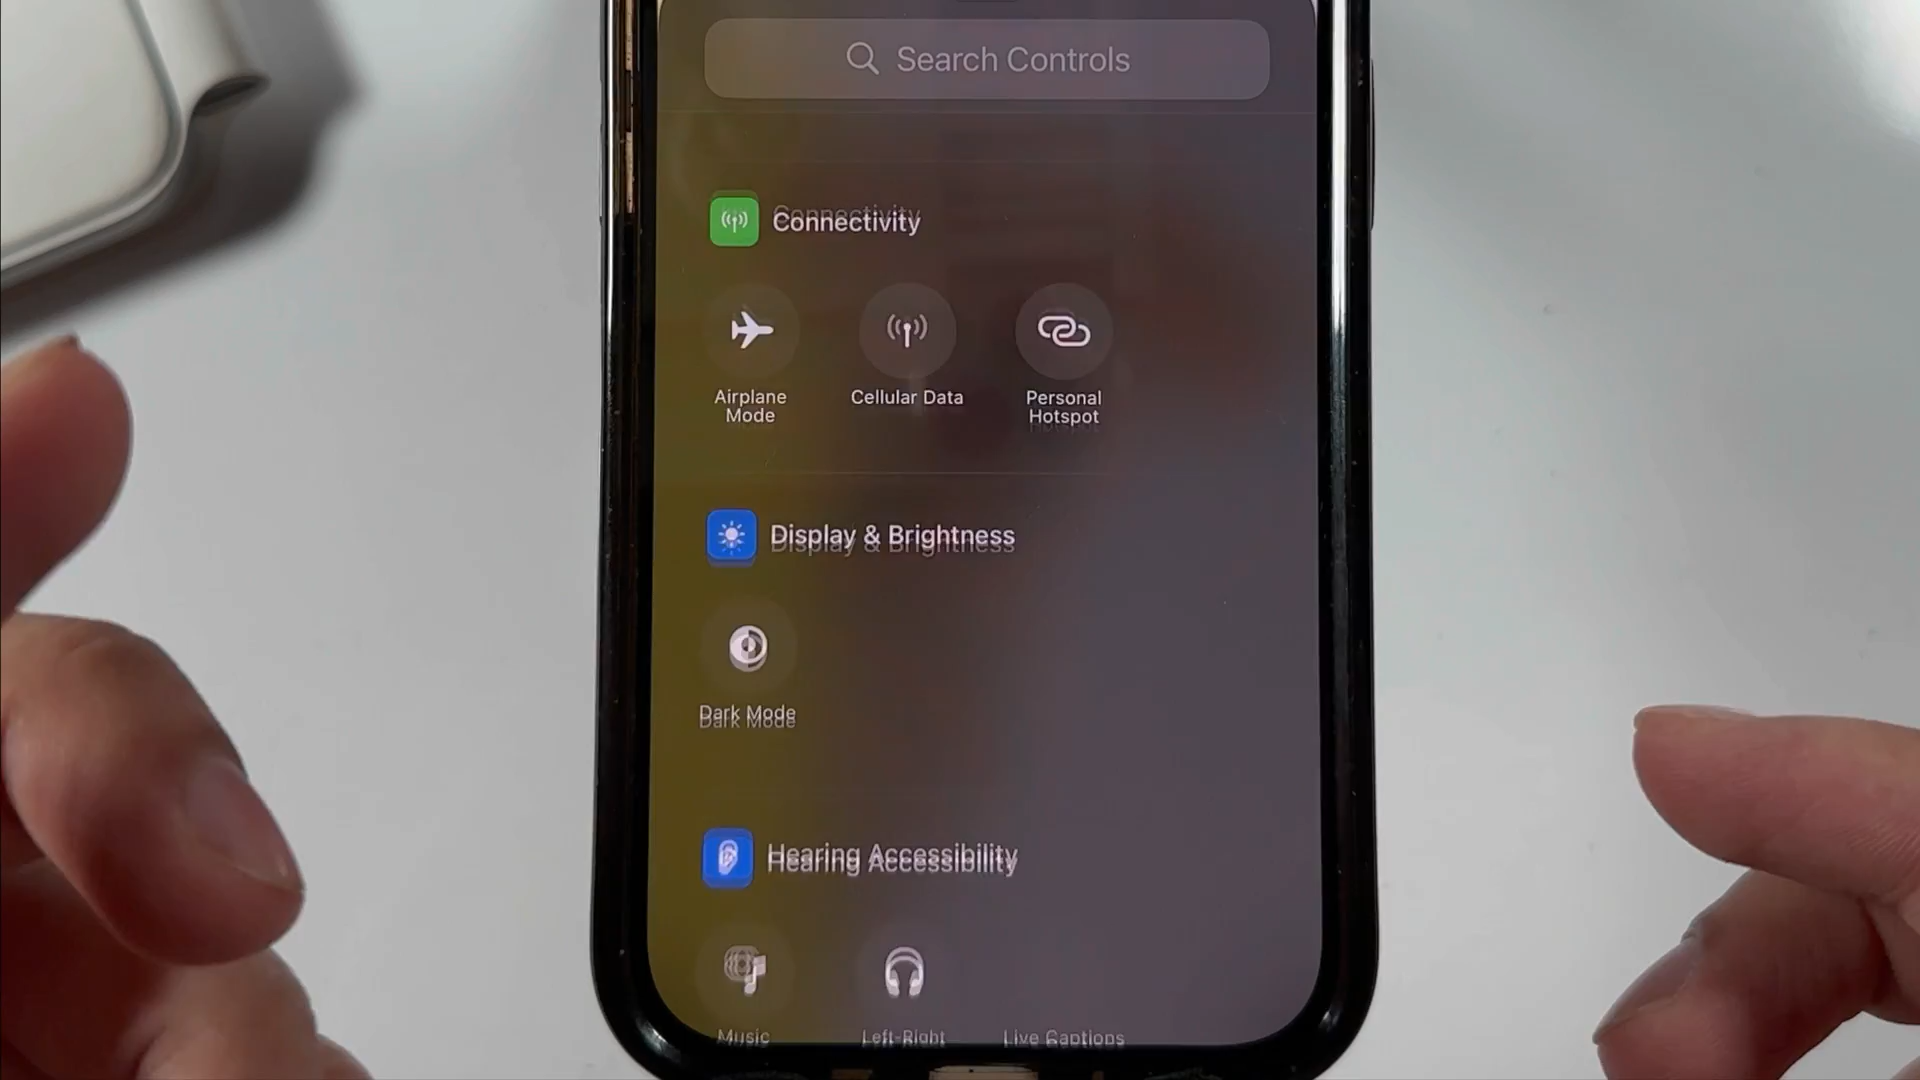 Search Controls
Connectivity
Airplane
Mode
Cellular Data
Personal
Hotspot
Display & Brightness
Dark Mode
Hearing Accessibility
Music
Left-Right
Live Captions